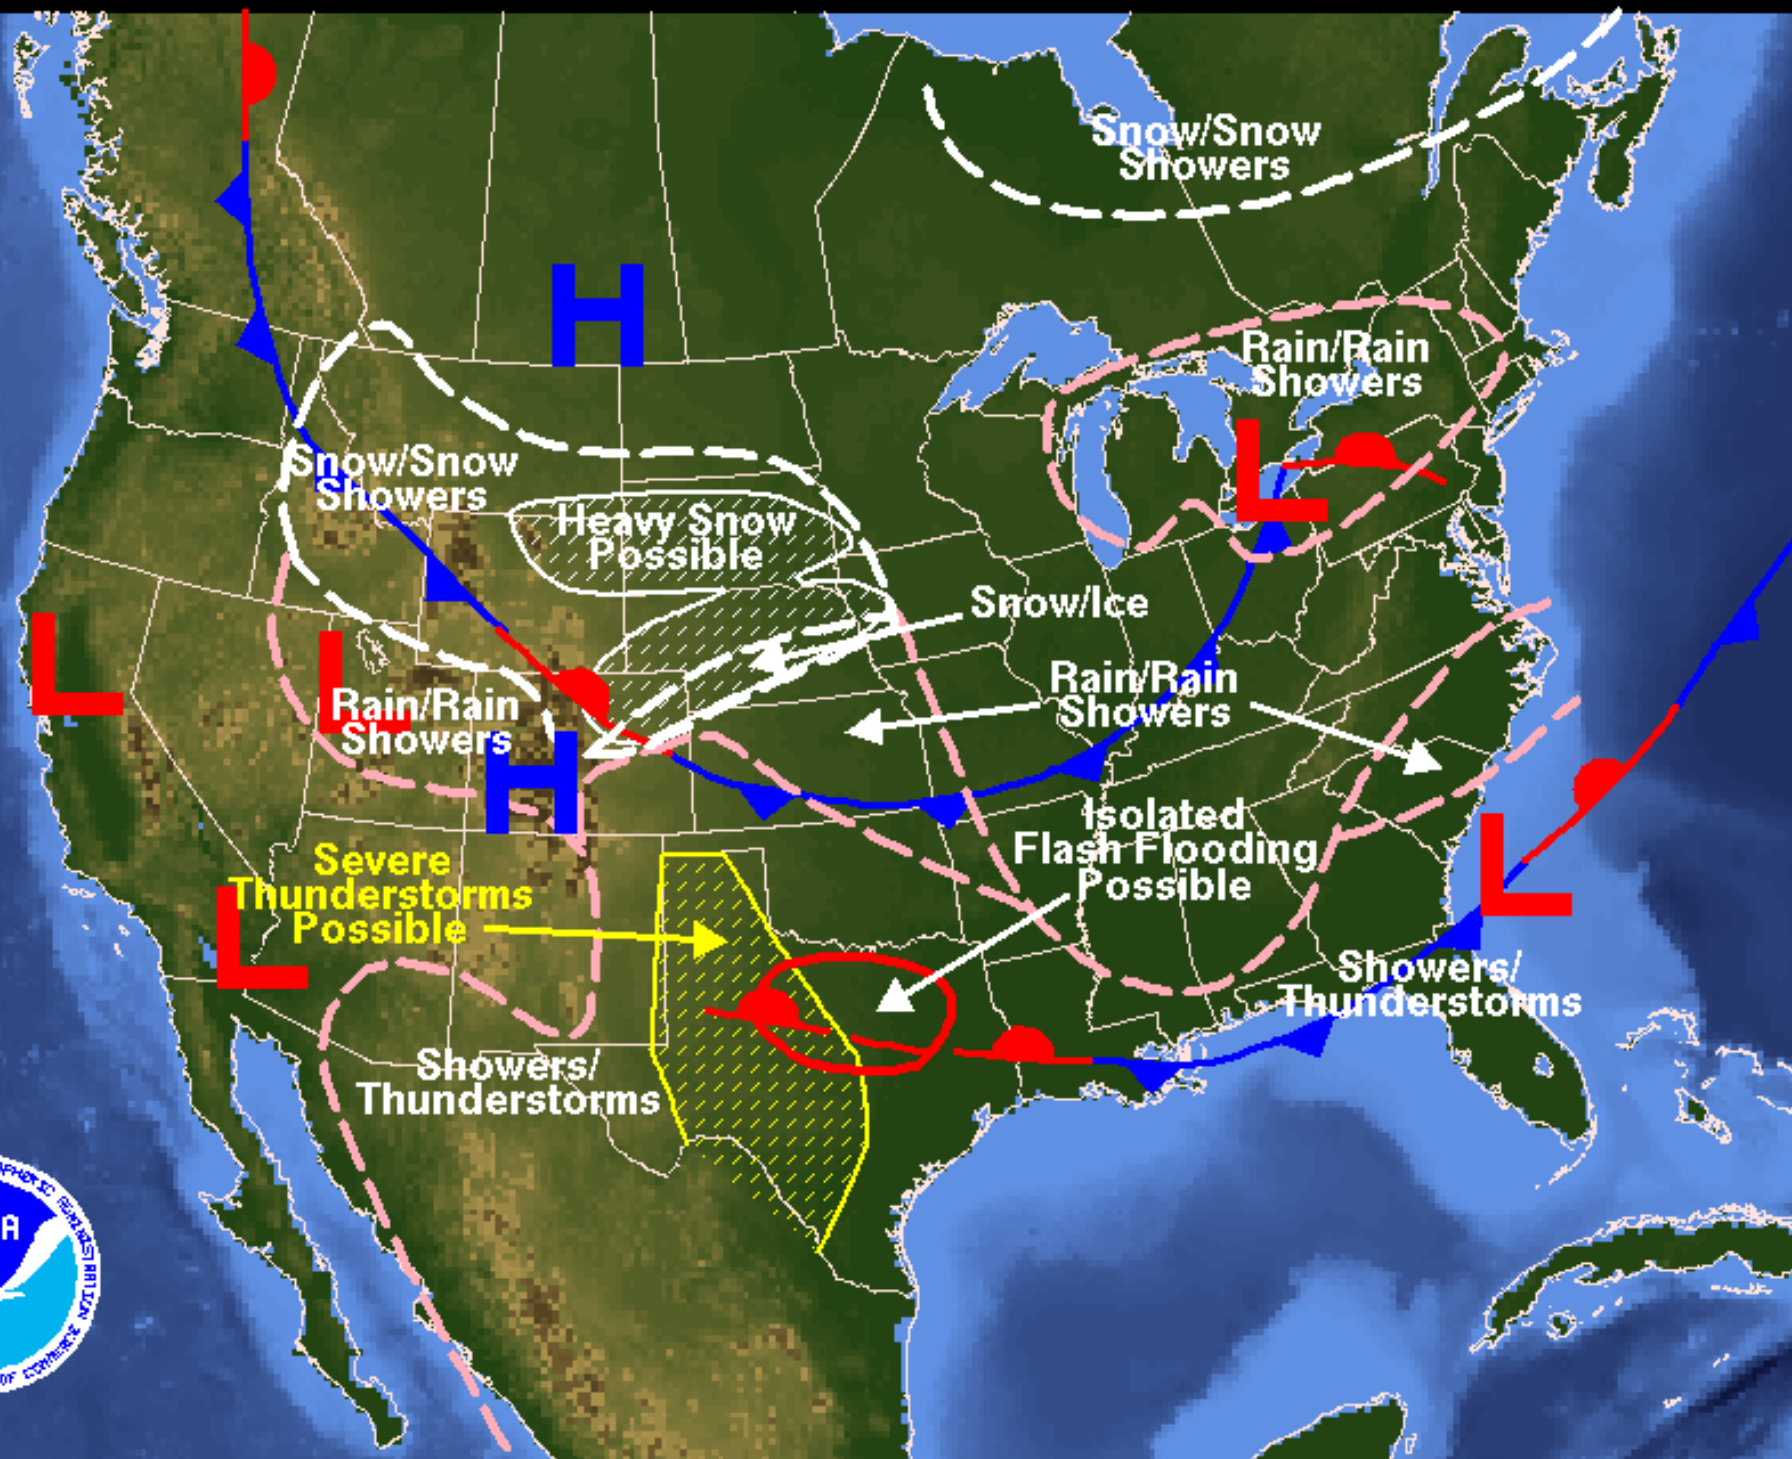 Snow/Snow
Showers
H
Rain/Rain
Showers
Snow/Snow
Showers
L
Heavy Snow
Possible
Snow/Ice
L
L
Rain/Rain
Showers
Rain/Rain
Showers
H
Isolated
Flash Flooding
Possible
L
Severe
Thunderstorms
Possible
L
Showers/
Thunderstorms
Showers/
Thunderstorms
A